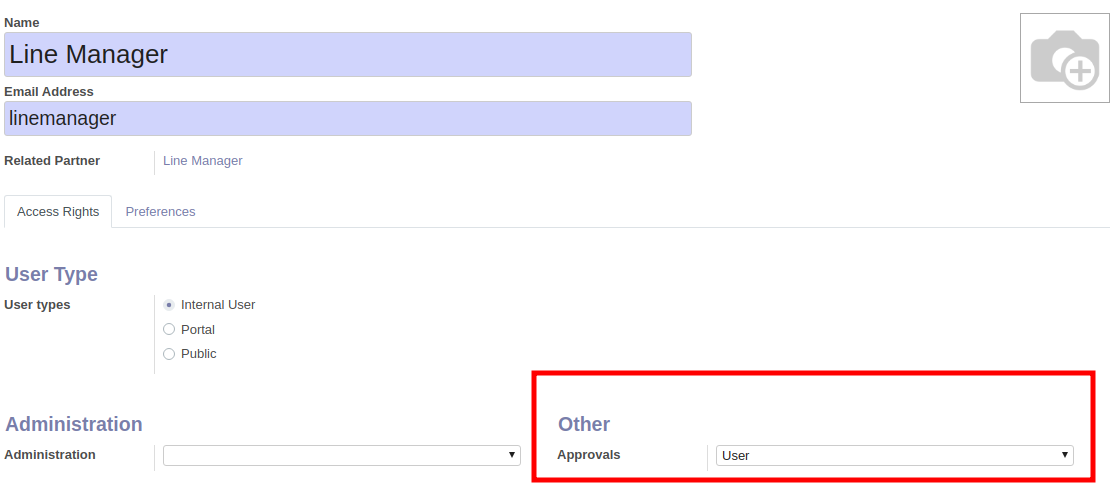 Name
Line Manager
Email Address
linemanager
Related Partner Line Manager
Access Rights Preferences
User Type
User types Internal User
Portal
Public
Administration Other
Administration Approvals User